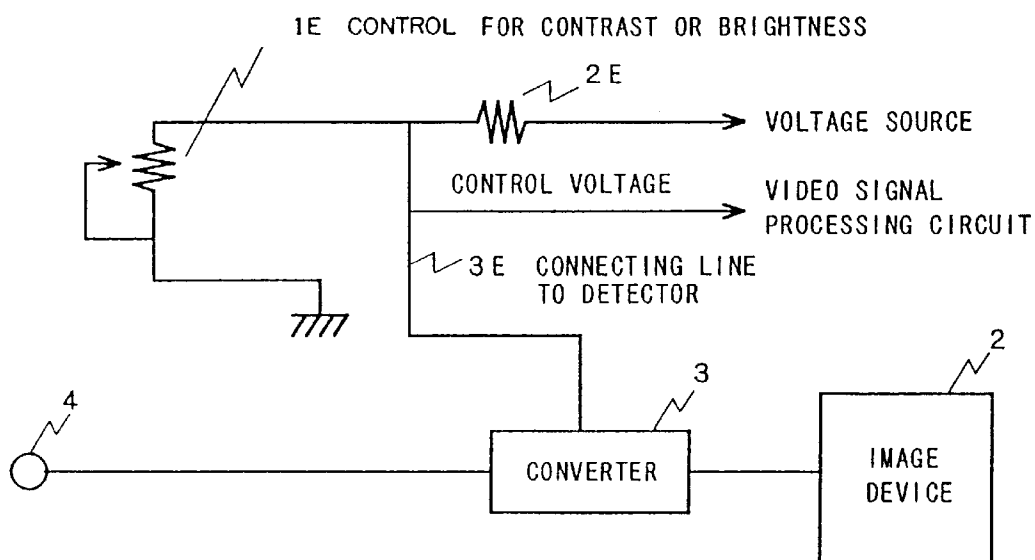 1E CONTROL FOR CONTRAST OR BRIGHTNESS
2E
VOLTAGE SOURCE
CONTROL VOLTAGE
VIDEO SIGNAL
PROCESSING CIRCUIT
3E CONNECTING LINE
TO DETECTOR
4
3
2
CONVERTER
IMAGE
DEVICE